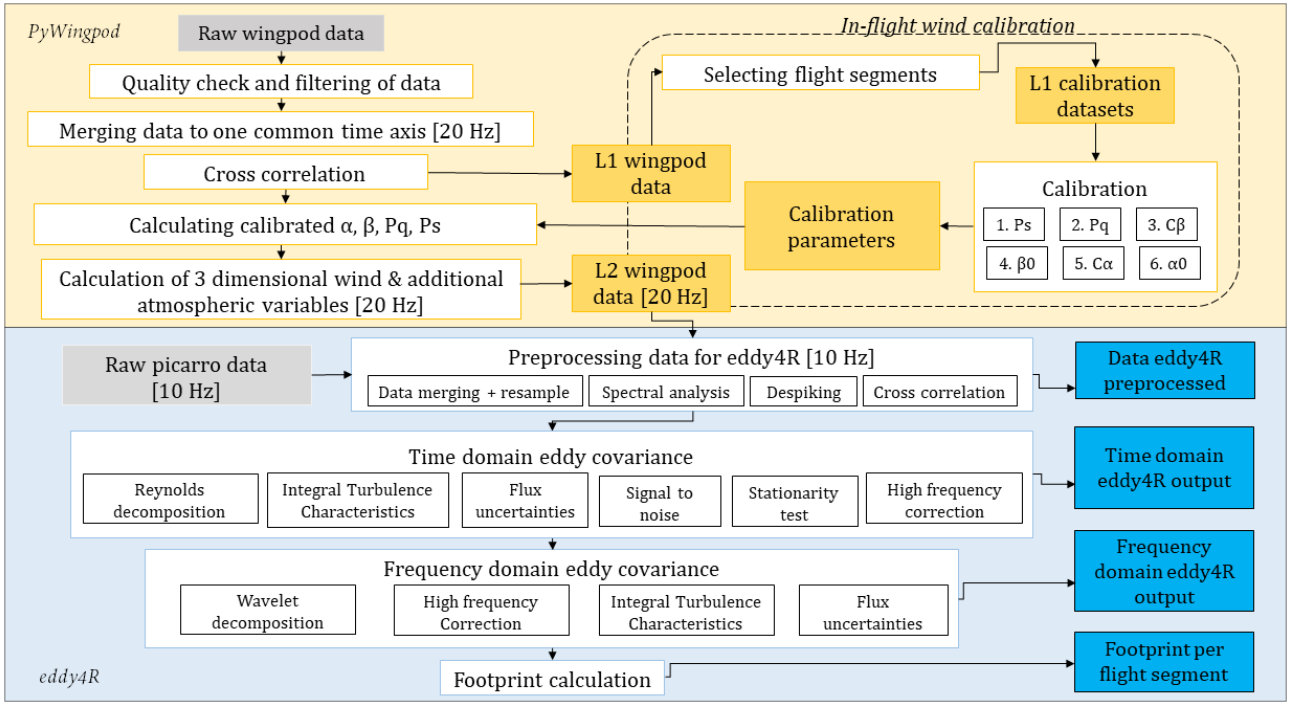 PyWingpod
Raw wingpod data
Quality check and filtering of data
Merging data to one common time axis [20 Hz]
Cross correlation
Calculating calibrated α, β, Pq, Ps
Calculation of 3 dimensional wind & additional
atmospheric variables [20 Hz]
L1 wingpod
data
L2 wingpod
data [20 Hz]
In-flight wind calibration
Selecting flight segments
L1 calibration
datasets
Calibration
1. Ps
2. Pq
3. Cβ
4. β0
5. Cα
6. α0
Calibration
parameters
Raw picarro data
[10 Hz]
Preprocessing data for eddy4R [10 Hz]
Data merging + resample
Spectral analysis
Despiking
Cross correlation
Data eddy4R
preprocessed
Time domain eddy covariance
Reynolds
decomposition
Integral Turbulence
Characteristics
Flux
uncertainties
Signal to
noise
Stationarity
test
High frequency
correction
Time domain
eddy4R output
Frequency domain eddy covariance
Wavelet
decomposition
High frequency
Correction
Integral Turbulence
Characteristics
Flux
uncertainties
Frequency
domain eddy4R
output
Footprint calculation
Footprint per
flight segment
eddy4R